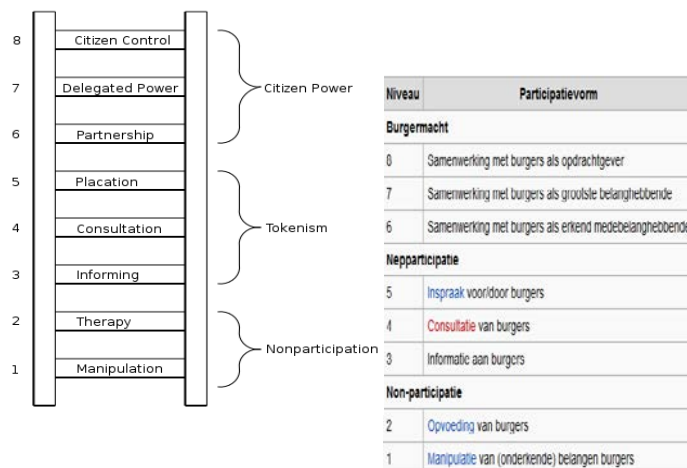 8 Citizen Control
7 Delegated Power
Citizen Power
6 Partnership
5 Placation
4 Consultation
Tokenism
3 Informing
2 Therapy
Nonparticipation
1 Manipulation
Niveau Participatievorm
Burgermacht
8 Samenwerking met burgers als opdrachtgever
7 Samenwerking met burgers als grootste belanghebbende
6 Samenwerking met burgers als erkend medebelanghebbende
Nepparticipatie
5 Inspraak voor/door burgers
4 Consultatie van burgers
3 Informatie aan burgers
Non-participatie
2 Opvoeding van burgers
1 Manipulatie van (onderkende) belangen burgers